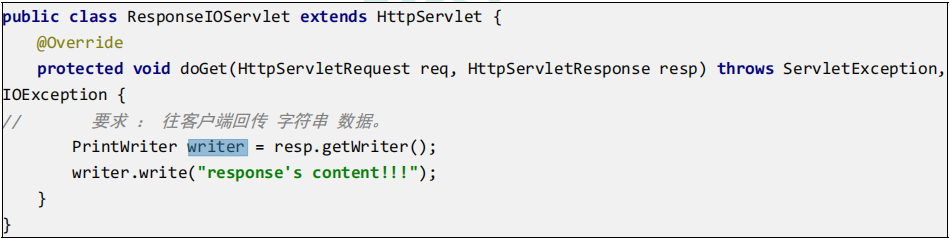 public class ResponseIOServlet extends HttpServlet {
@Override
protected void doGet(HttpServletRequest req, HttpServletResponse resp) throws ServletException,
IOException {
// 要求 ： 往客户端回传 字符串 数据。
PrintWriter writer = resp.getWriter();
writer.write("response's content!!!");
}
}